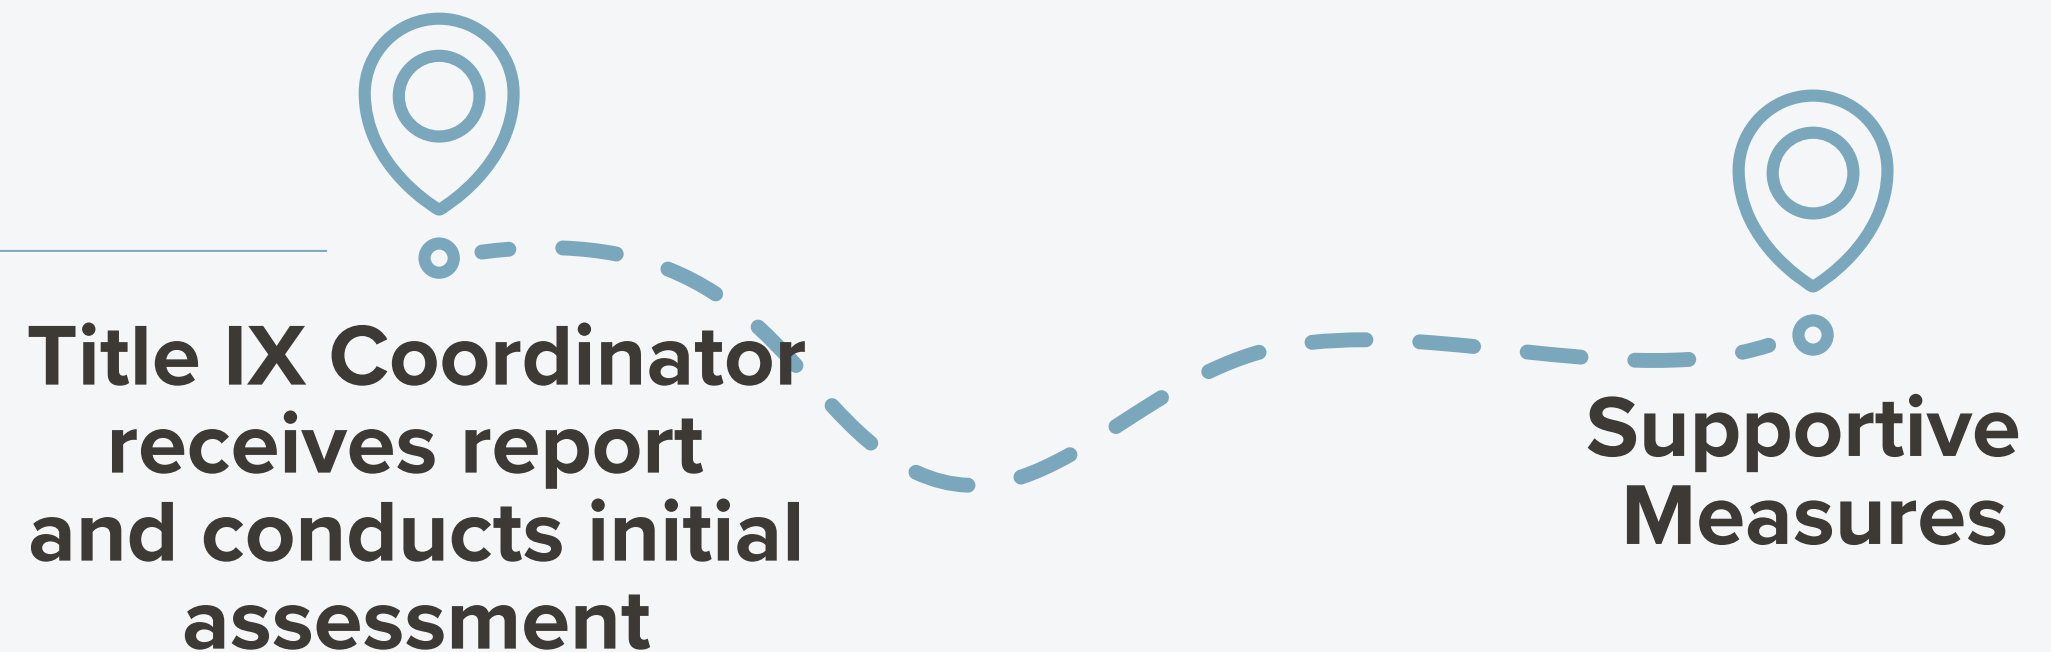 Title IX Coordinator
receives report
and conducts initial
assessment
Supportive
Measures